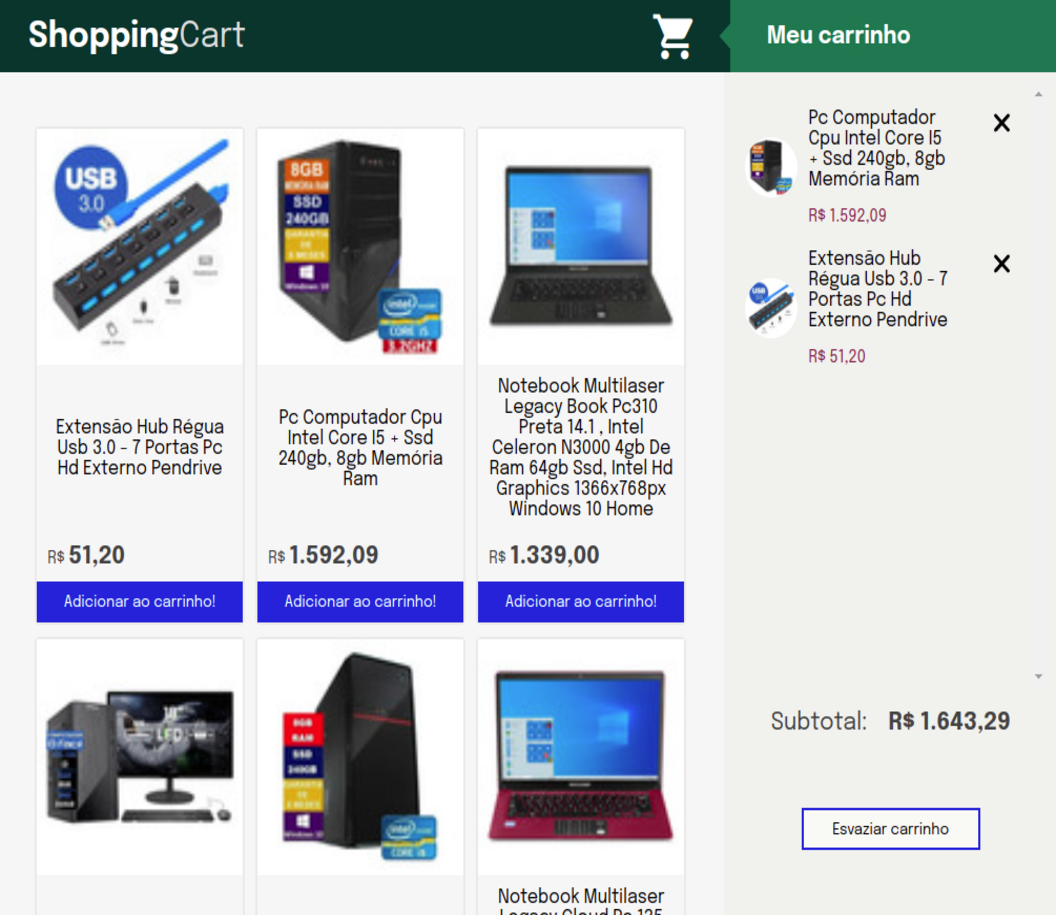 ShoppingCart
Meu carrinho
USB
3.0
8GB
MEMÓRIA RAM
SSD
240GB
GARANTIA
DE
3 MESES
Windows 10
intel
CORE i5
3.2GHZ
Extensão Hub Régua
Usb 3.0 - 7 Portas Pc
Hd Externo Pendrive
R$ 51,20
Adicionar ao carrinho!
Pc Computador Cpu
Intel Core I5 + Ssd
240gb, 8gb Memória
Ram
R$ 1.592,09
Adicionar ao carrinho!
Notebook Multilaser
Legacy Book Pc310
Preta 14.1 , Intel
Celeron N3000 4gb De
Ram 64gb Ssd, Intel Hd
Graphics 1366x768px
Windows 10 Home
R$ 1.339,00
Adicionar ao carrinho!
LED
8GB
RAM
SSD
240GB
GARANTIA
DE
3 MESES
Windows 10
intel
CORE i5
Notebook Multilaser
Legacy Cloud Pc 135
Pc Computador
Cpu Intel Core I5
+ Ssd 240gb, 8gb
Memória Ram
R$ 1.592,09
Extensão Hub
Régua Usb 3.0 - 7
Portas Pc Hd
Externo Pendrive
R$ 51,20
Subtotal: R$ 1.643,29
Esvaziar carrinho